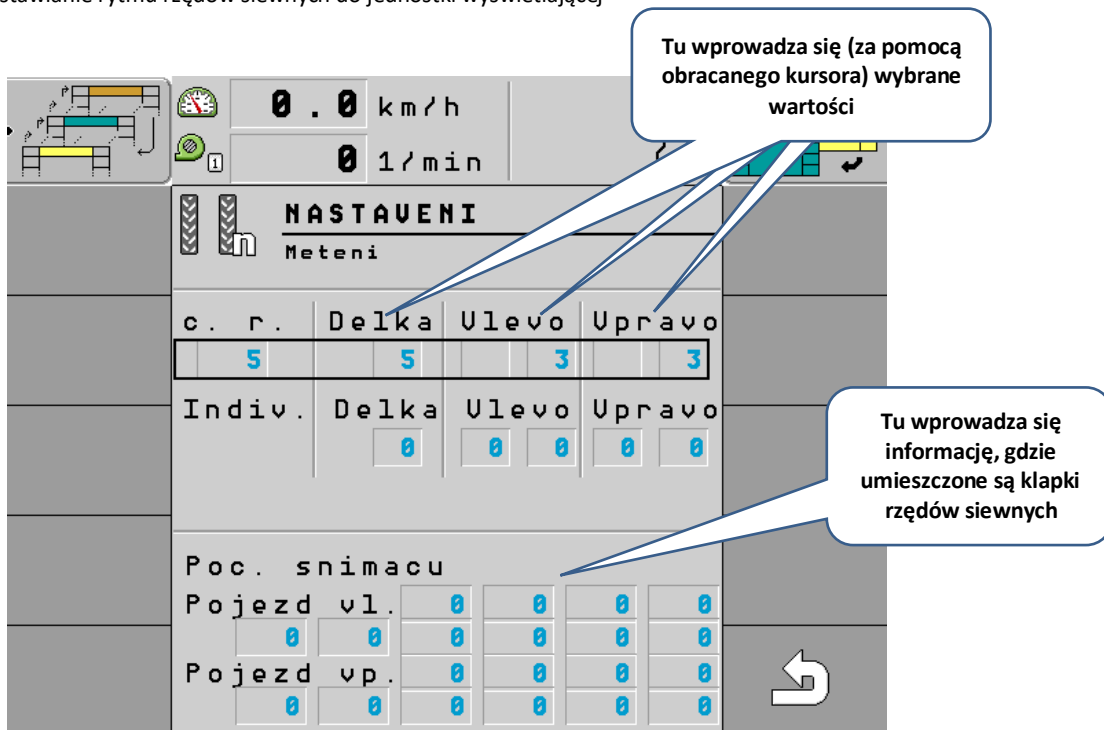 stawianie rytmu rzędów siewnych do jednostki wyświetlającej
Tu wprowadza się (za pomocą
obracanego kursora) wybrane
wartości
0.0 km/h
1
0 1/min
n
NASTAVENI
Meteni
c. r. Delka Vlevo Vpravo
5 5 3 3
Indiv. Delka Vlevo Vpravo
0 0 0 0 0
Tu wprowadza się
informację, gdzie
umieszczone są klapki
rzędów siewnych
Poc. snimacu
Pojezd vl. 0 0 0 0
0 0 0 0 0 0
Pojezd vp. 0 0 0 0
0 0 0 0 0 0